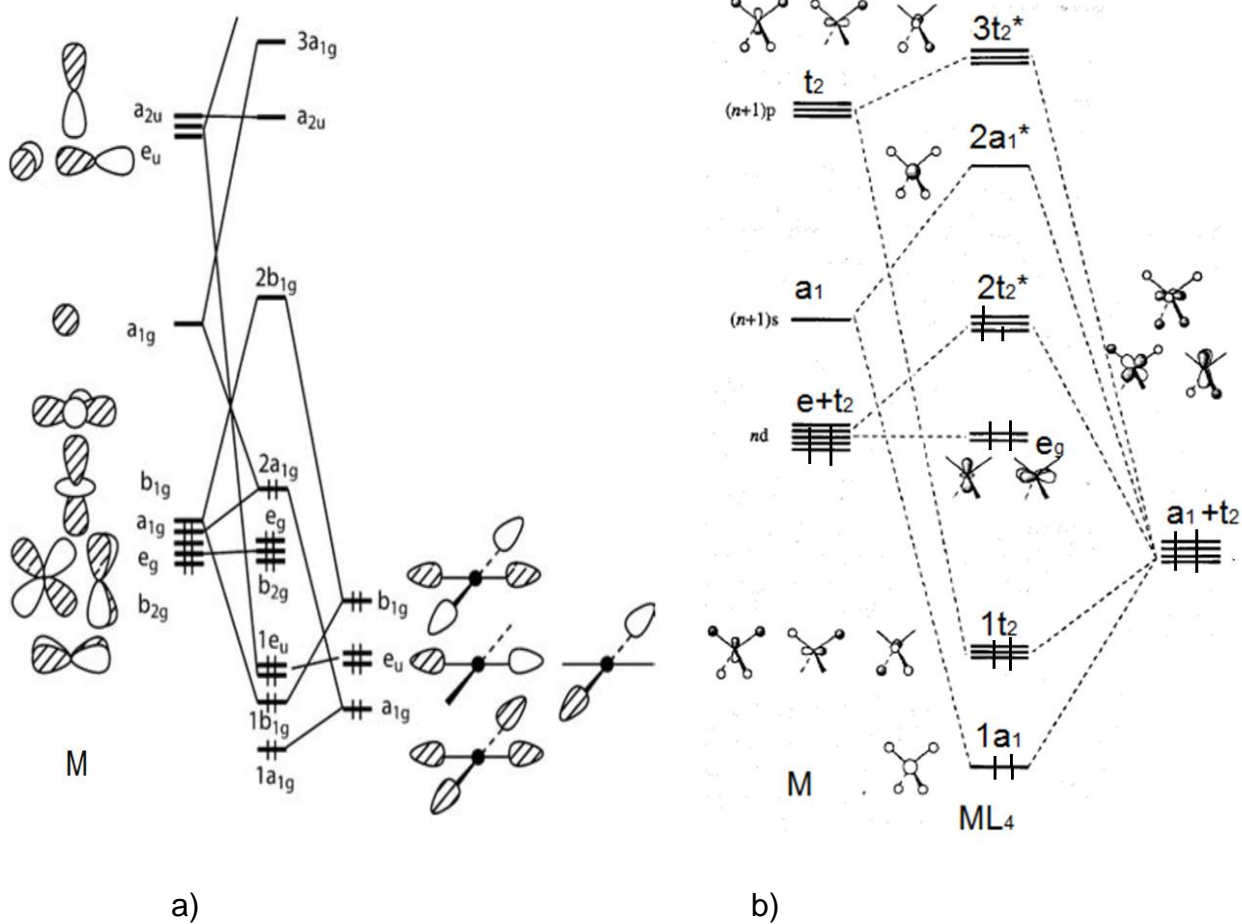 3a1g
a2u
a2u
eu
2b1g
a1g
2a1g
b1g
a1g
eg
eg
b2g
b2g
b1g
1eu
eu
1b1g
a1g
1a1g
M
a)
3t2*
t2
(n+1)p
2a1*
a1
2t2*
(n+1)s
e+t2
nd
eg
a1+t2
1t2
1a1
M
ML4
b)